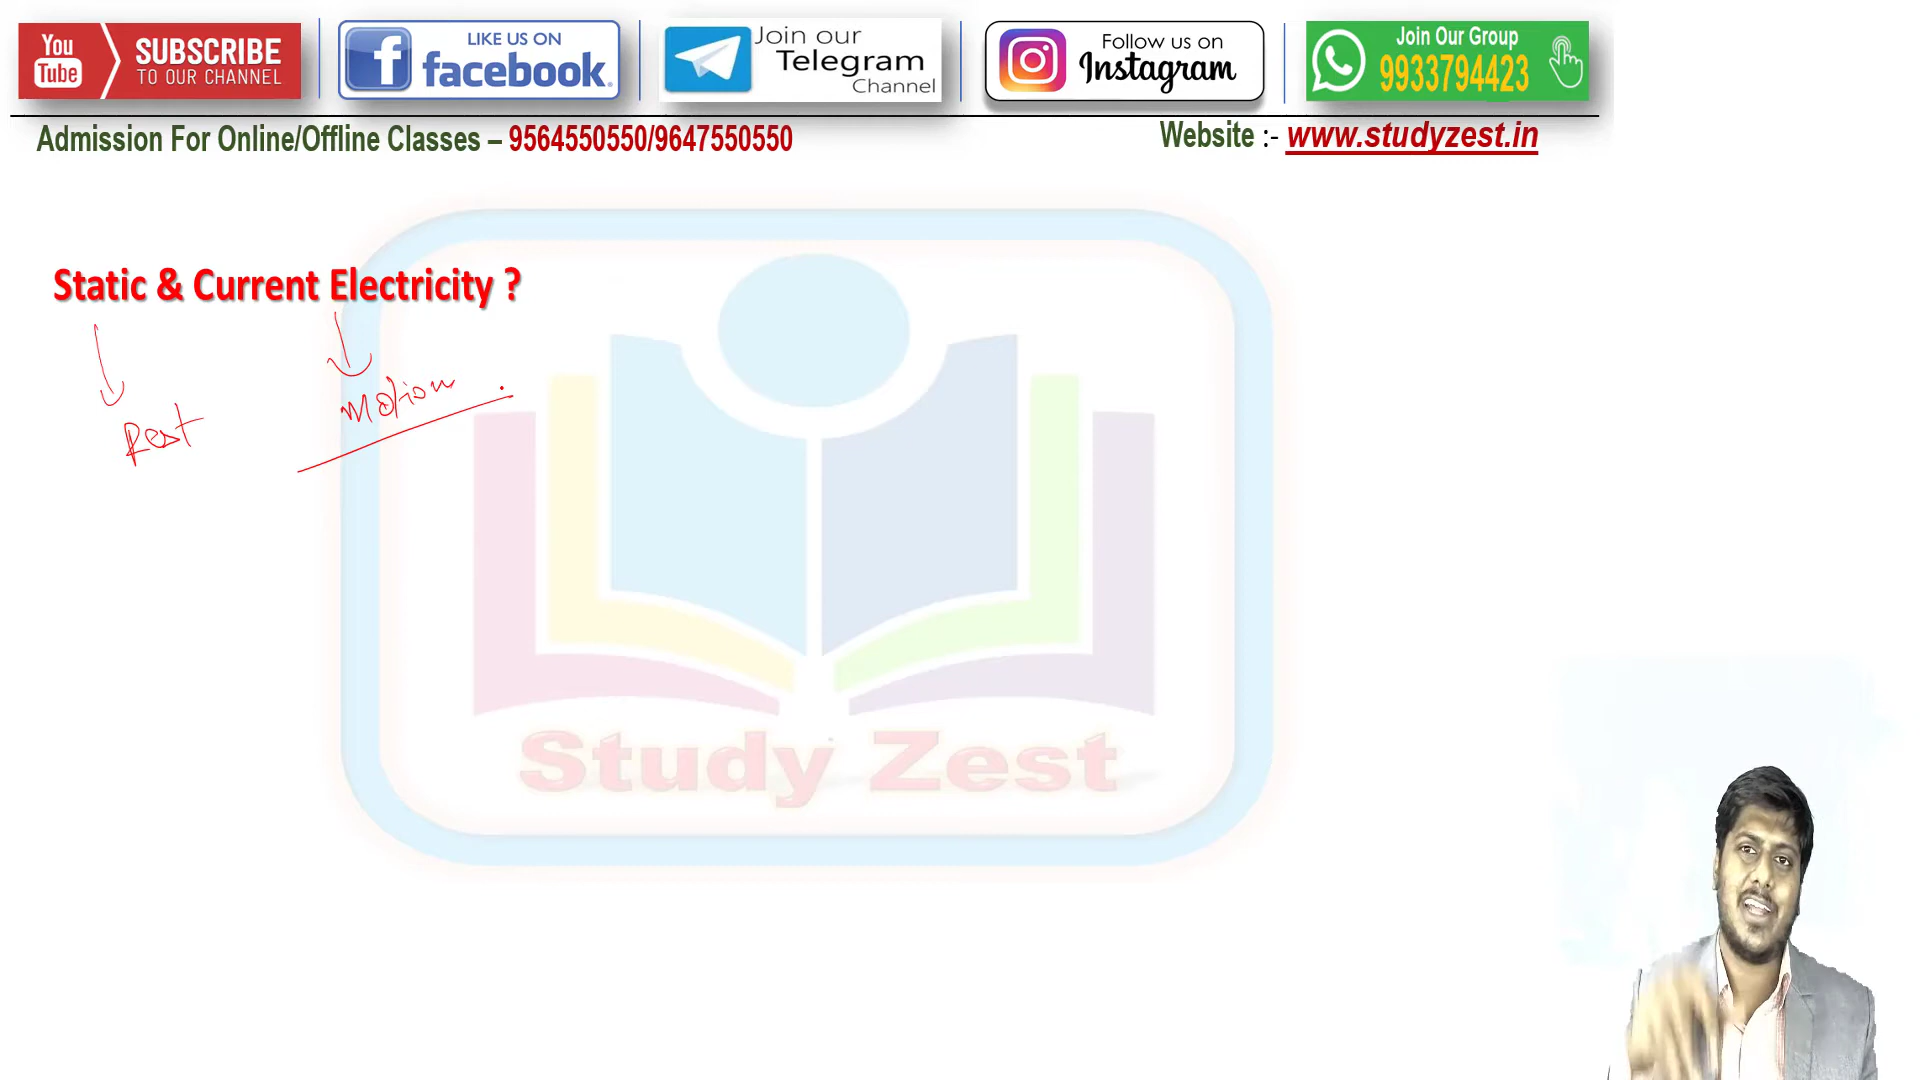 You Tube SUBSCRIBE TO OUR CHANNEL
LIKE US ON facebook.
Join our Telegram Channel
Follow us on Instagram
Join Our Group 9933794423
Admission For Online/Offline Classes – 9564550550/9647550550
Website :- www.studyzest.in
Static & Current Electricity ?
Rest
Motion
Study Zest